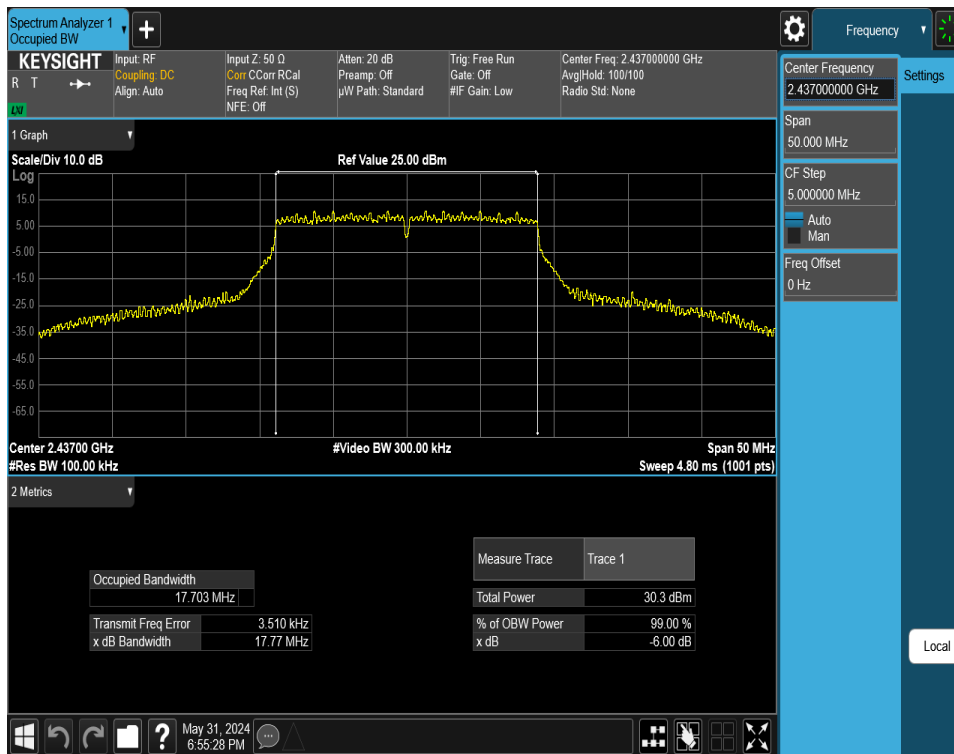 Spectrum Analyzer 1
Occupied BW
+
Frequency
KEYSIGHT
R T
LXI
Input: RF
Coupling: DC
Align: Auto
Input Z: 50 Ω
Corr CCorr RCal
Freq Ref: Int (S)
NFE: Off
Atten: 20 dB
Preamp: Off
µW Path: Standard
Trig: Free Run
Gate: Off
#IF Gain: Low
Center Freq: 2.437000000 GHz
Avg|Hold: 100/100
Radio Std: None
Center Frequency
2.437000000 GHz
Settings
Span
50.000 MHz
CF Step
5.000000 MHz
Auto
Man
Freq Offset
0 Hz
Local
1 Graph
Scale/Div 10.0 dB
Ref Value 25.00 dBm
Log
15.0
5.00
-5.00
-15.0
-25.0
-35.0
-45.0
-55.0
-65.0
Center 2.43700 GHz
#Video BW 300.00 kHz
Span 50 MHz
#Res BW 100.00 kHz
Sweep 4.80 ms (1001 pts)
2 Metrics
Measure Trace Trace 1
Occupied Bandwidth
17.703 MHz
Total Power 30.3 dBm
Transmit Freq Error 3.510 kHz
% of OBW Power 99.00 %
x dB Bandwidth 17.77 MHz
x dB -6.00 dB
?
May 31, 2024
6:55:28 PM